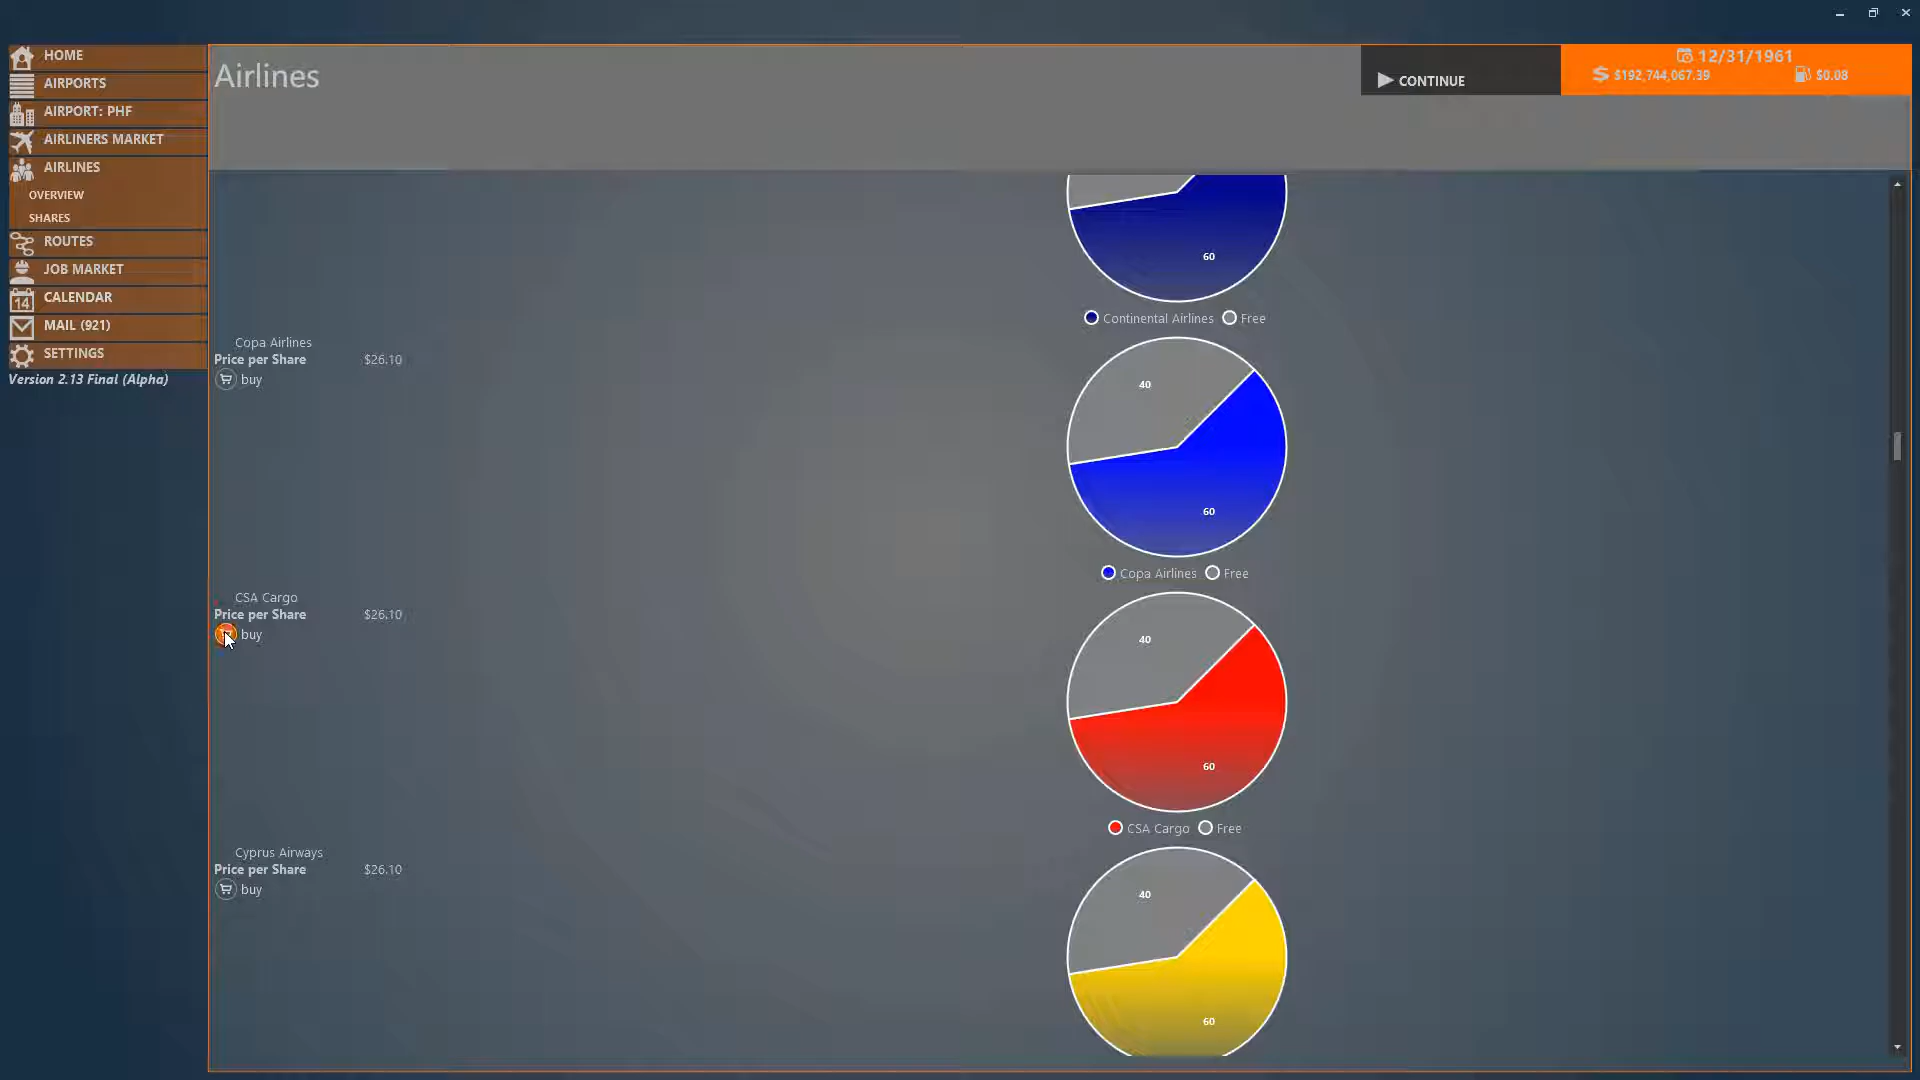 HOME
AIRPORTS
AIRPORT: PHF
AIRLINERS MARKET
AIRLINES
OVERVIEW
SHARES
ROUTES
JOB MARKET
14
CALENDAR
MAIL (921)
SETTINGS
Version 2.13 Final (Alpha)
Airlines
CONTINUE
12/31/1961
$192,744,067.39
$0.08
60
Continental Airlines Free
Copa Airlines
Price per Share $26.10
buy
40
60
Copa Airlines Free
CSA Cargo
Price per Share $26.10
buy
40
60
CSA Cargo Free
Cyprus Airways
Price per Share $26.10
buy
40
60